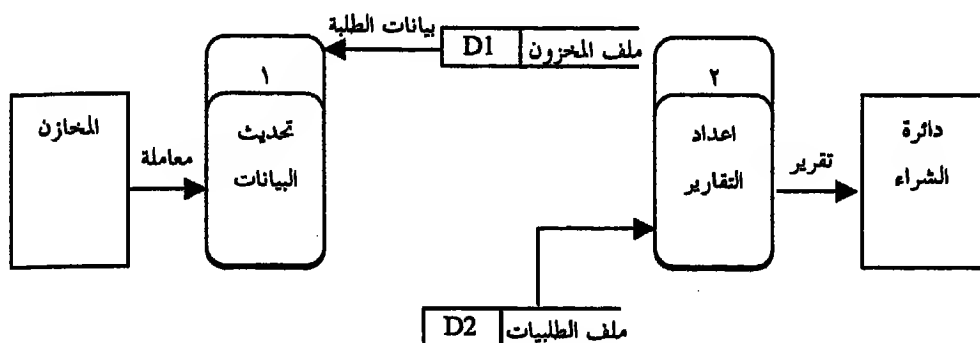 بيانات الطلبة
D1 ملف المخزون
١
تحديث
البيانات
٢
اعداد
التقارير
المخازن
معاملة
دائرة
الشراء
تقرير
D2 ملف الطلبيات